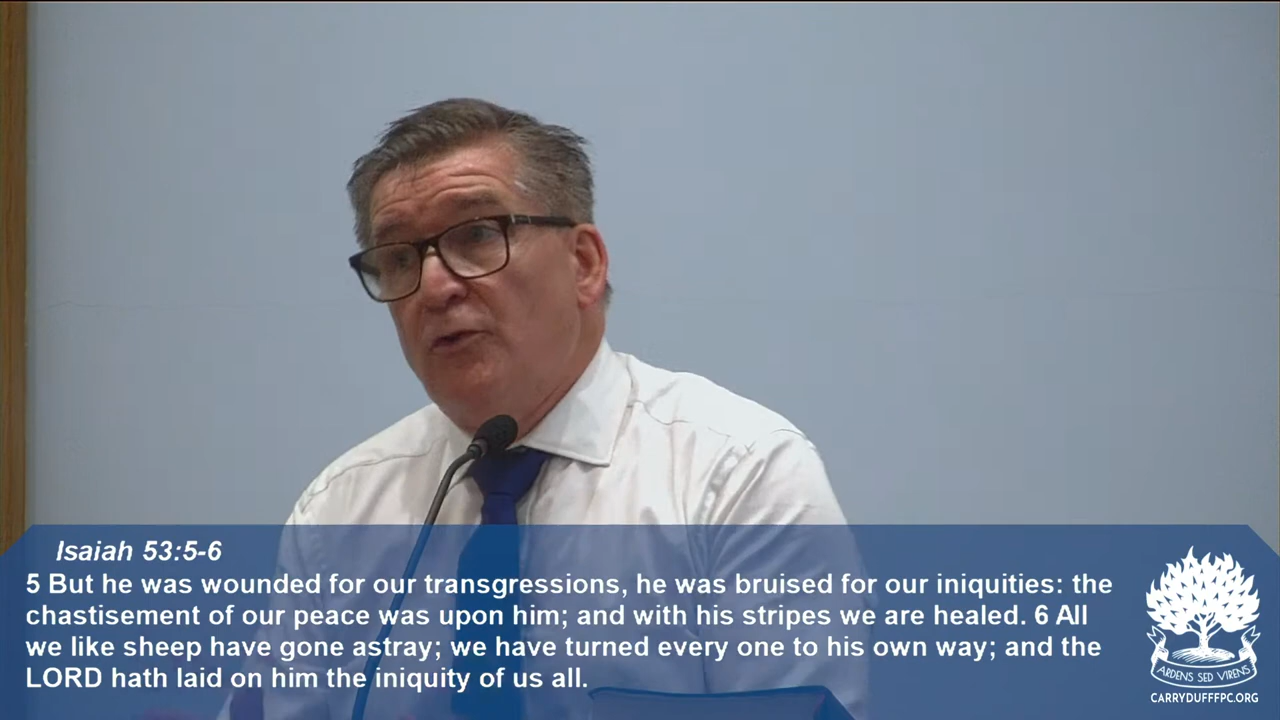 Isaiah 53:5-6
5 But he was wounded for our transgressions, he was bruised for our iniquities: the
chastisement of our peace was upon him; and with his stripes we are healed. 6 All
we like sheep have gone astray; we have turned every one to his own way; and the
LORD hath laid on him the iniquity of us all.
ARDENS SED VIRENS
CARRYDUFFFPC.ORG